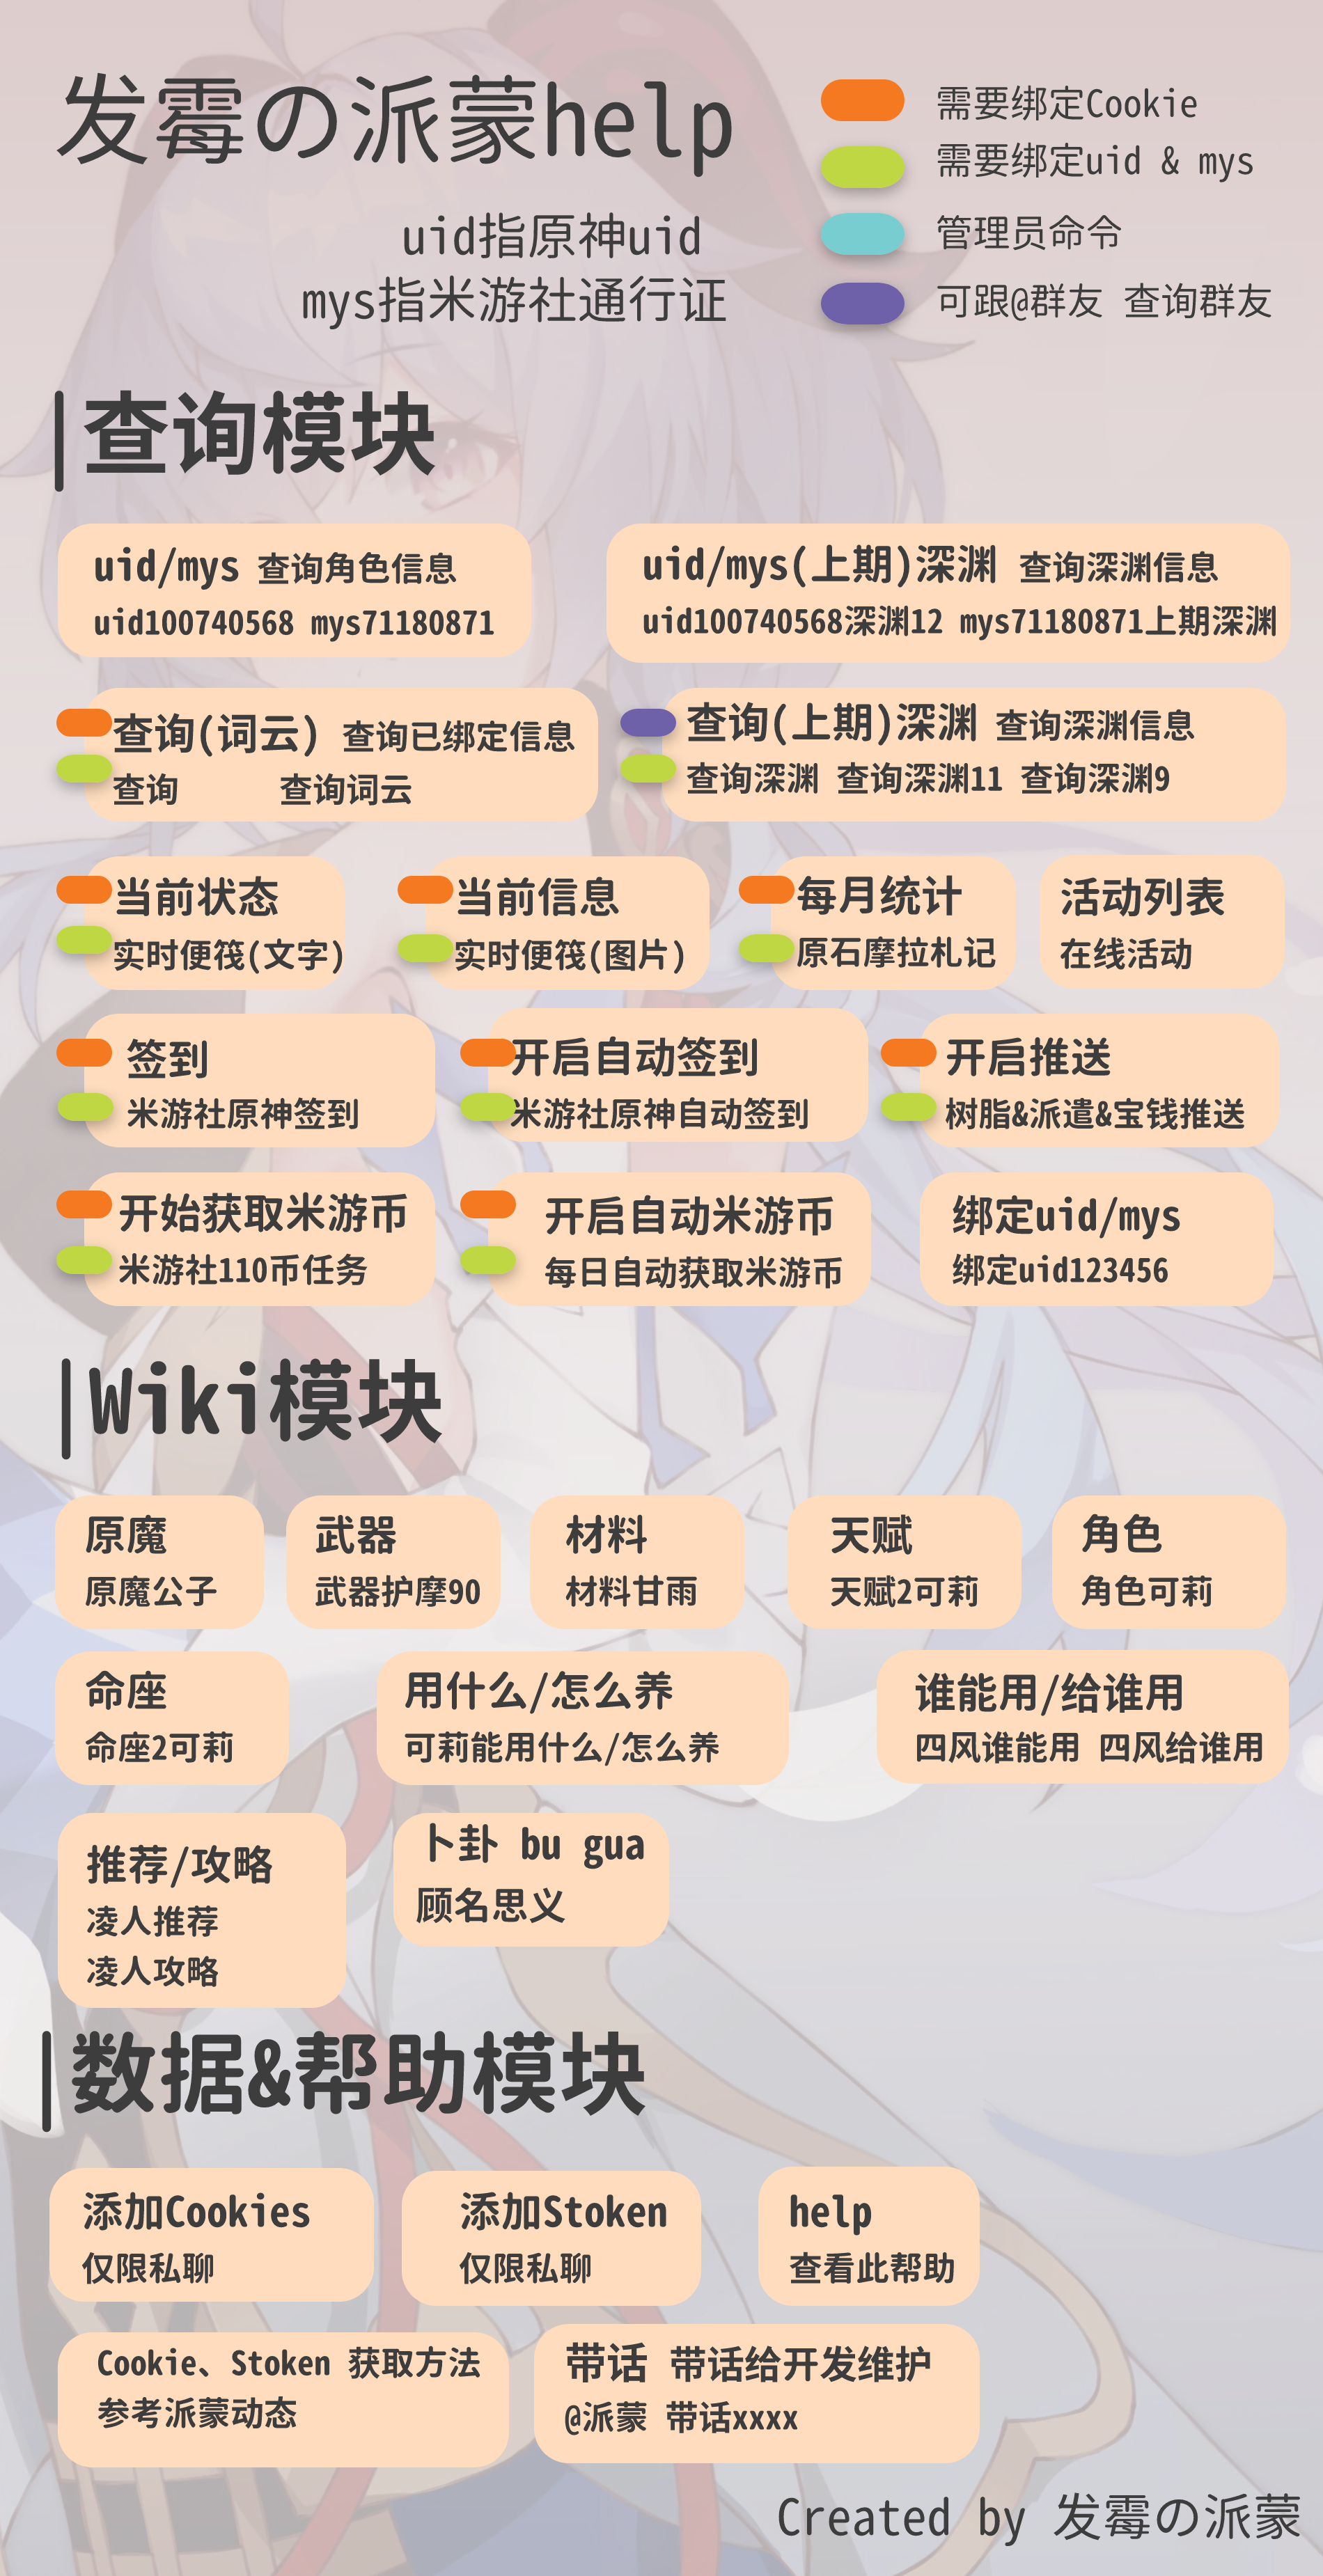 发霉の派蒙help
uid指原神uid
mys指米游社通行证
需要绑定Cookie
需要绑定uid & mys
管理员命令
可跟@群友 查询群友
查询模块
uid/mys 查询角色信息
uid100740568 mys71180871
uid/mys(上期)深渊 查询深渊信息
uid100740568深渊12 mys71180871上期深渊
查询(词云) 查询已绑定信息
查询 查询词云
查询(上期)深渊 查询深渊信息
查询深渊 查询深渊11 查询深渊9
当前状态
实时便筏(文字)
当前信息
实时便筏(图片)
每月统计
原石摩拉札记
活动列表
在线活动
签到
米游社原神签到
开启自动签到
米游社原神自动签到
开启推送
树脂&派遣&宝钱推送
开始获取米游币
米游社110币任务
开启自动米游币
每日自动获取米游币
绑定uid/mys
绑定uid123456
Wiki模块
原魔
原魔公子
武器
武器护摩90
材料
材料甘雨
天赋
天赋2可莉
角色
角色可莉
命座
命座2可莉
用什么/怎么养
可莉能用什么/怎么养
谁能用/给谁用
四风谁能用 四风给谁用
推荐/攻略
凌人推荐
凌人攻略
卜卦 bu gua
顾名思义
数据&帮助模块
添加Cookies
仅限私聊
添加Stoken
仅限私聊
help
查看此帮助
Cookie、Stoken 获取方法
参考派蒙动态
带话 带话给开发维护
@派蒙 带话xxxx
Created by 发霉の派蒙